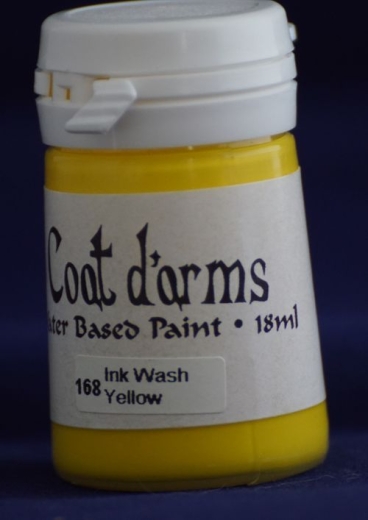 Coat d'arms
ater Based Paint • 18ml
168 Ink Wash
Yellow